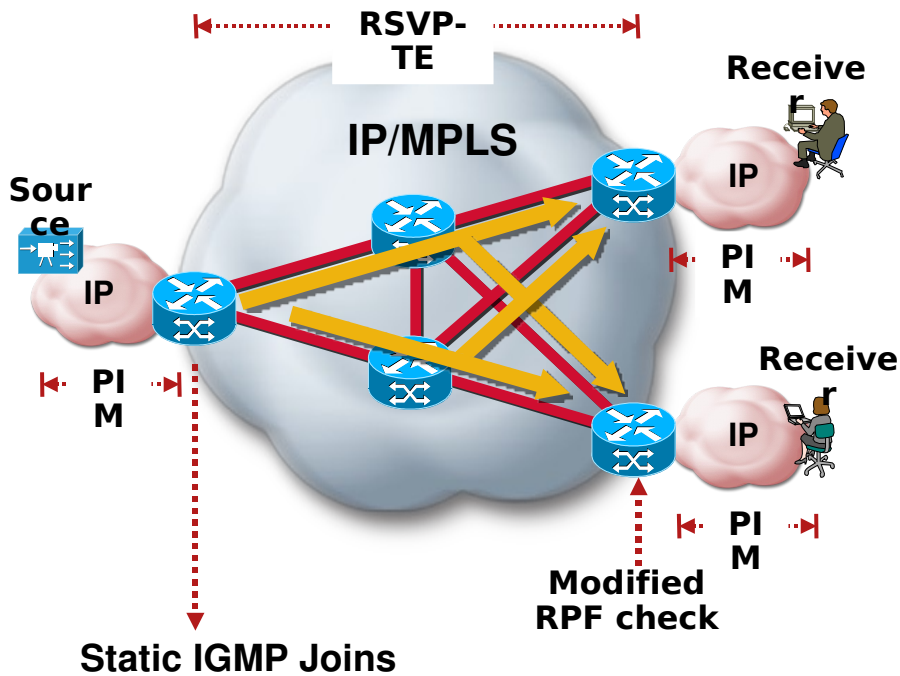 RSVP-
TE
Receive
r
IP/MPLS
IP
Sour
ce
IP
PI
M
PI
M
Receive
r
IP
PI
M
Modified
RPF check
Static IGMP Joins